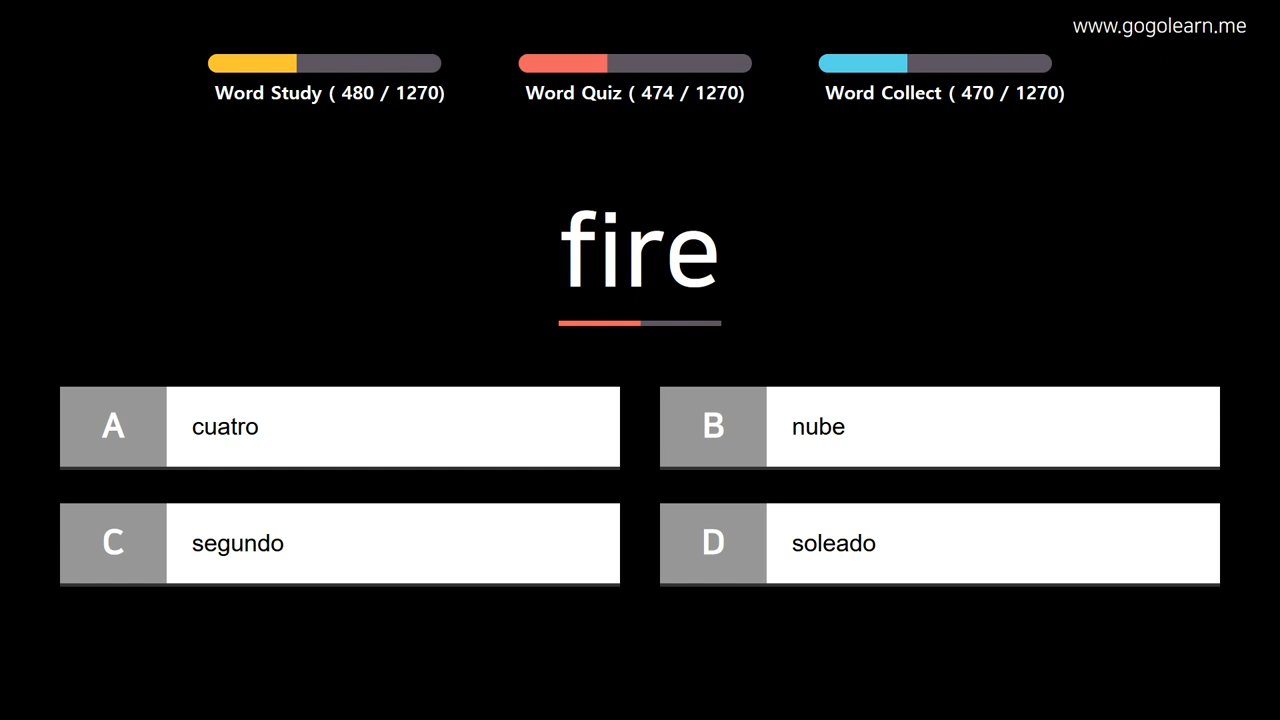 www.gogolearn.me
Word Study ( 480 / 1270)
Word Quiz ( 474 / 1270)
Word Collect ( 470 / 1270)
fire
A cuatro
B nube
C segundo
D soleado